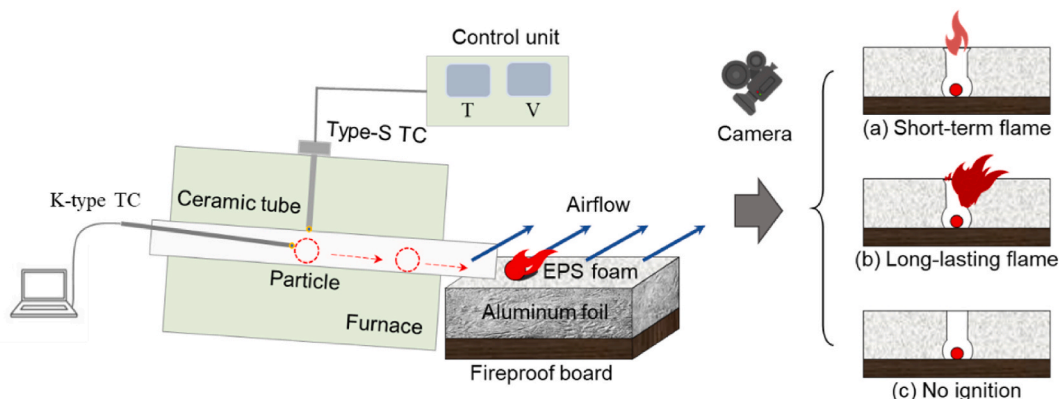 Control unit
T
V
Type-S TC
K-type TC
Ceramic tube
Particle
Furnace
Airflow
EPS foam
Aluminum foil
Fireproof board
Camera
(a) Short-term flame
(b) Long-lasting flame
(c) No ignition